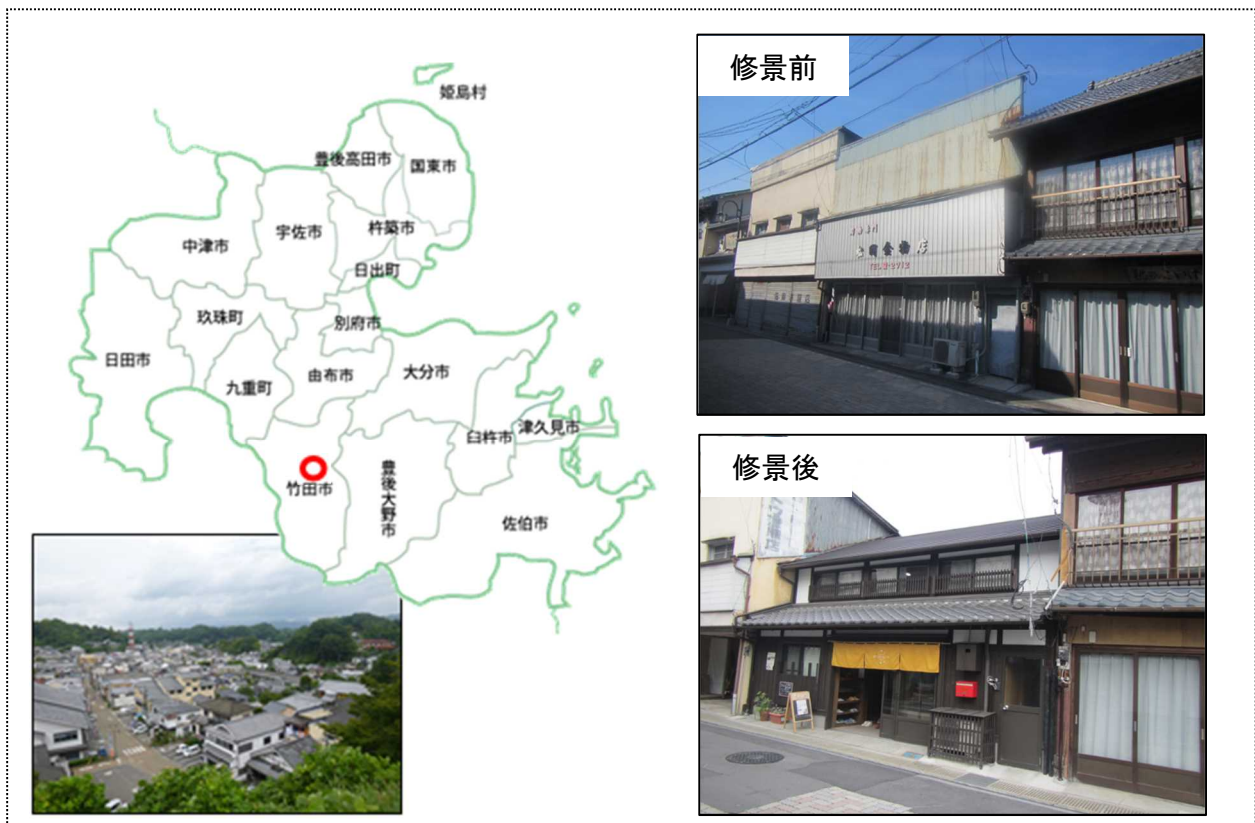 姫島村
豊後高田市
国東市
中津市
宇佐市
杵築市
日出町
玖珠町
別府市
日田市
九重町
由布市
大分市
臼杵市
津久見市
竹田市
豊後大野市
佐伯市
修景前
金物店
修景後